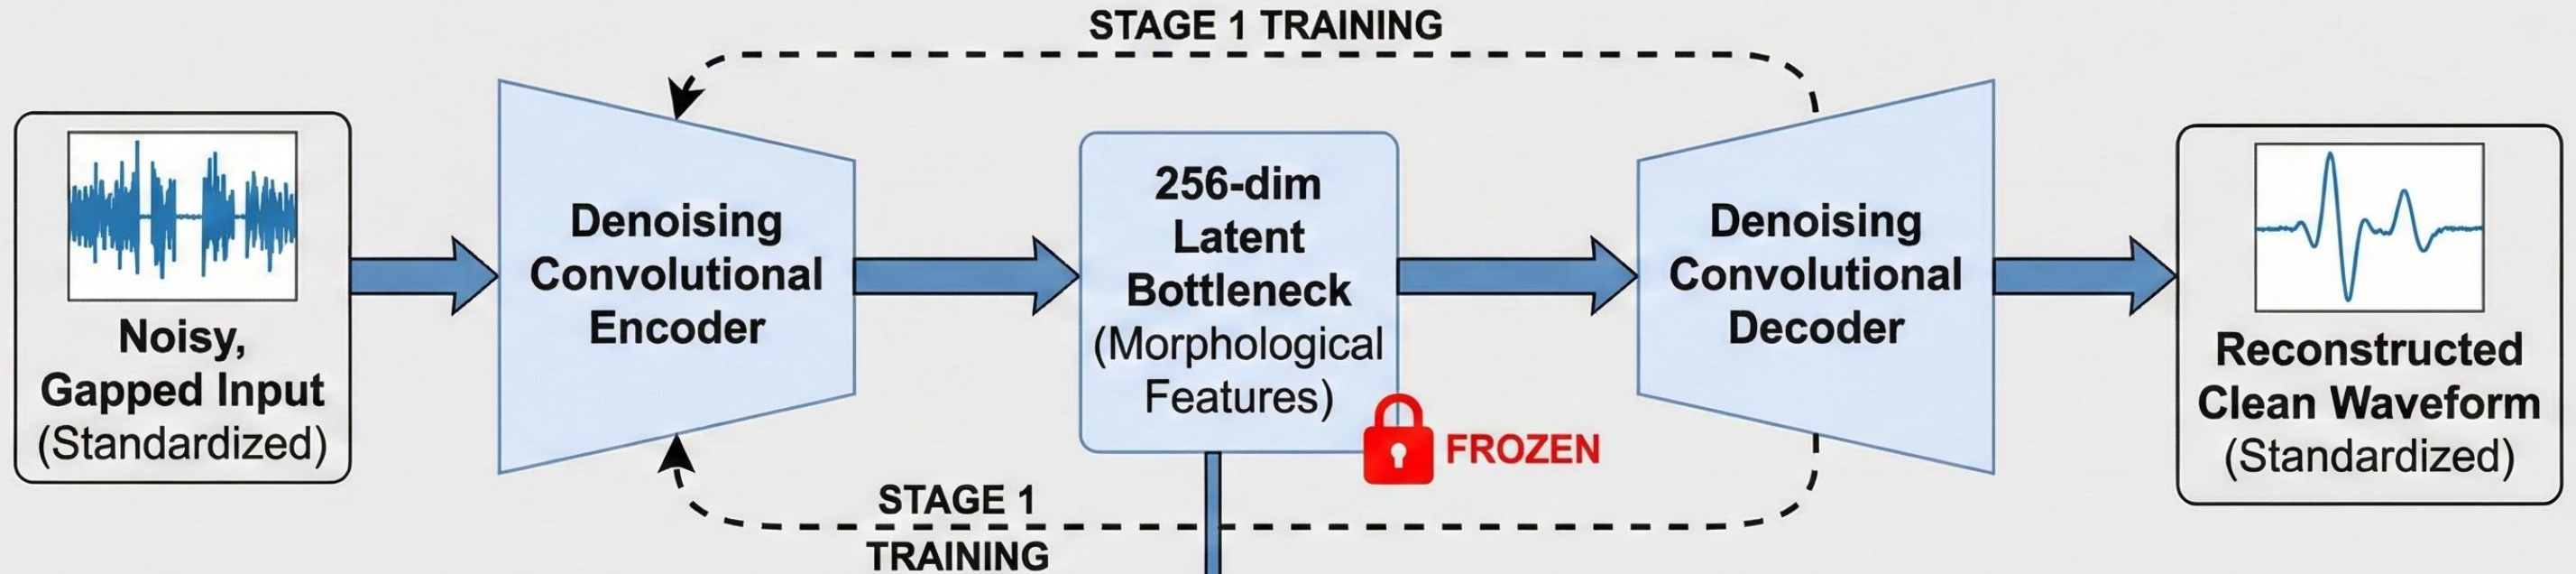 STAGE 1 TRAINING
Noisy,
Gapped Input
(Standardized)
Denoising
Convolutional
Encoder
256-dim
Latent
Bottleneck
(Morphological
Features)
FROZEN
Denoising
Convolutional
Decoder
Reconstructed
Clean Waveform
(Standardized)
STAGE 1
TRAINING